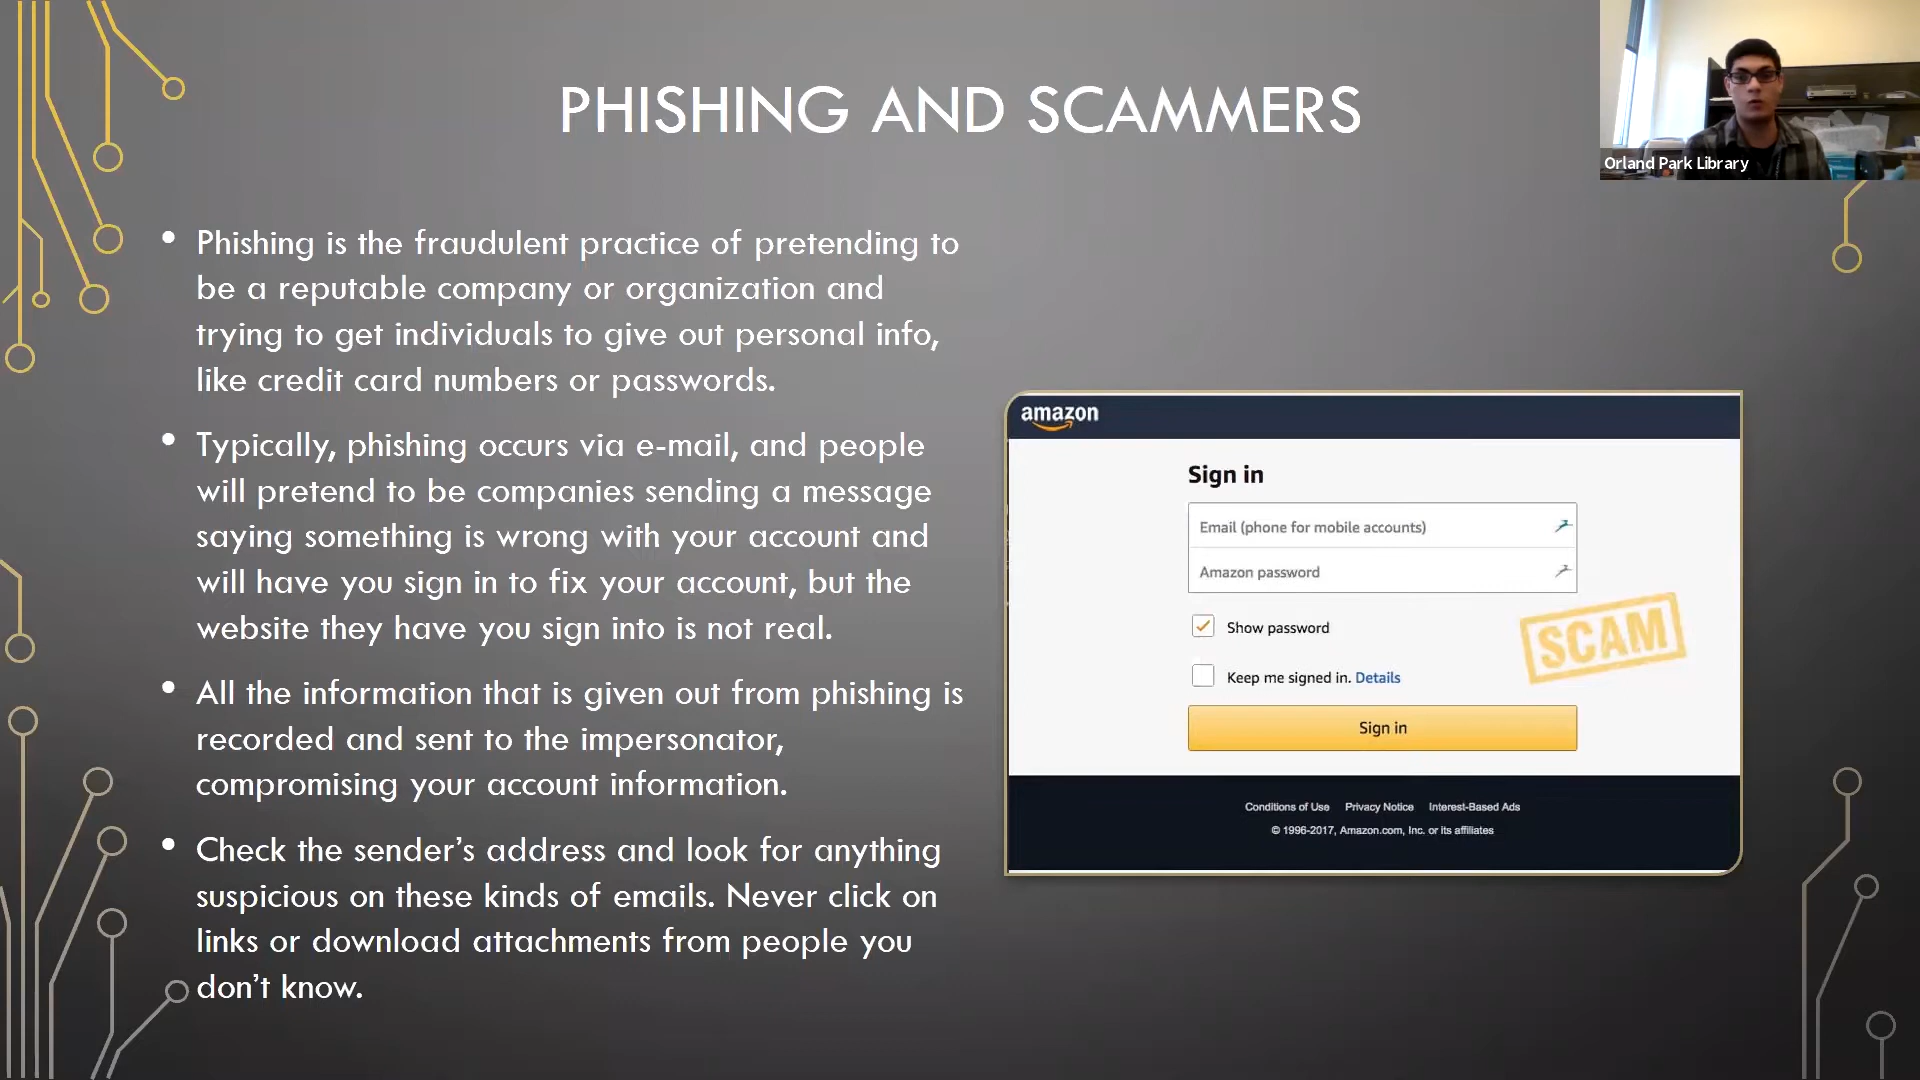 PHISHING AND SCAMMERS
Orland Park Library
• Phishing is the fraudulent practice of pretending to
be a reputable company or organization and
trying to get individuals to give out personal info,
like credit card numbers or passwords.
• Typically, phishing occurs via e-mail, and people
will pretend to be companies sending a message
saying something is wrong with your account and
will have you sign in to fix your account, but the
website they have you sign into is not real.
• All the information that is given out from phishing is
recorded and sent to the impersonator,
compromising your account information.
• Check the sender’s address and look for anything
suspicious on these kinds of emails. Never click on
links or download attachments from people you
don’t know.
amazon
Sign in
Email (phone for mobile accounts)
Amazon password
Show password
SCAM
Keep me signed in. Details
Sign in
Conditions of Use Privacy Notice Interest-Based Ads
© 1996-2017, Amazon.com, Inc. or its affiliates